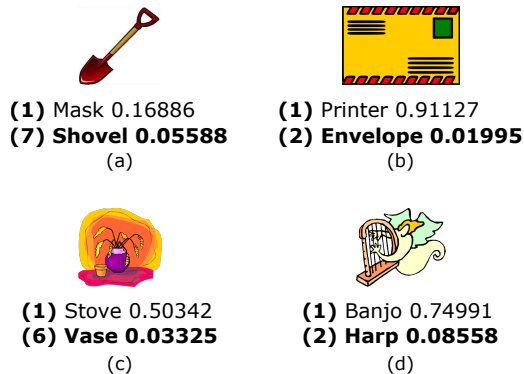 (1) Mask 0.16886
(7) Shovel 0.05588
(a)
(1) Printer 0.91127
(2) Envelope 0.01995
(b)
(1) Stove 0.50342
(6) Vase 0.03325
(c)
(1) Banjo 0.74991
(2) Harp 0.08558
(d)